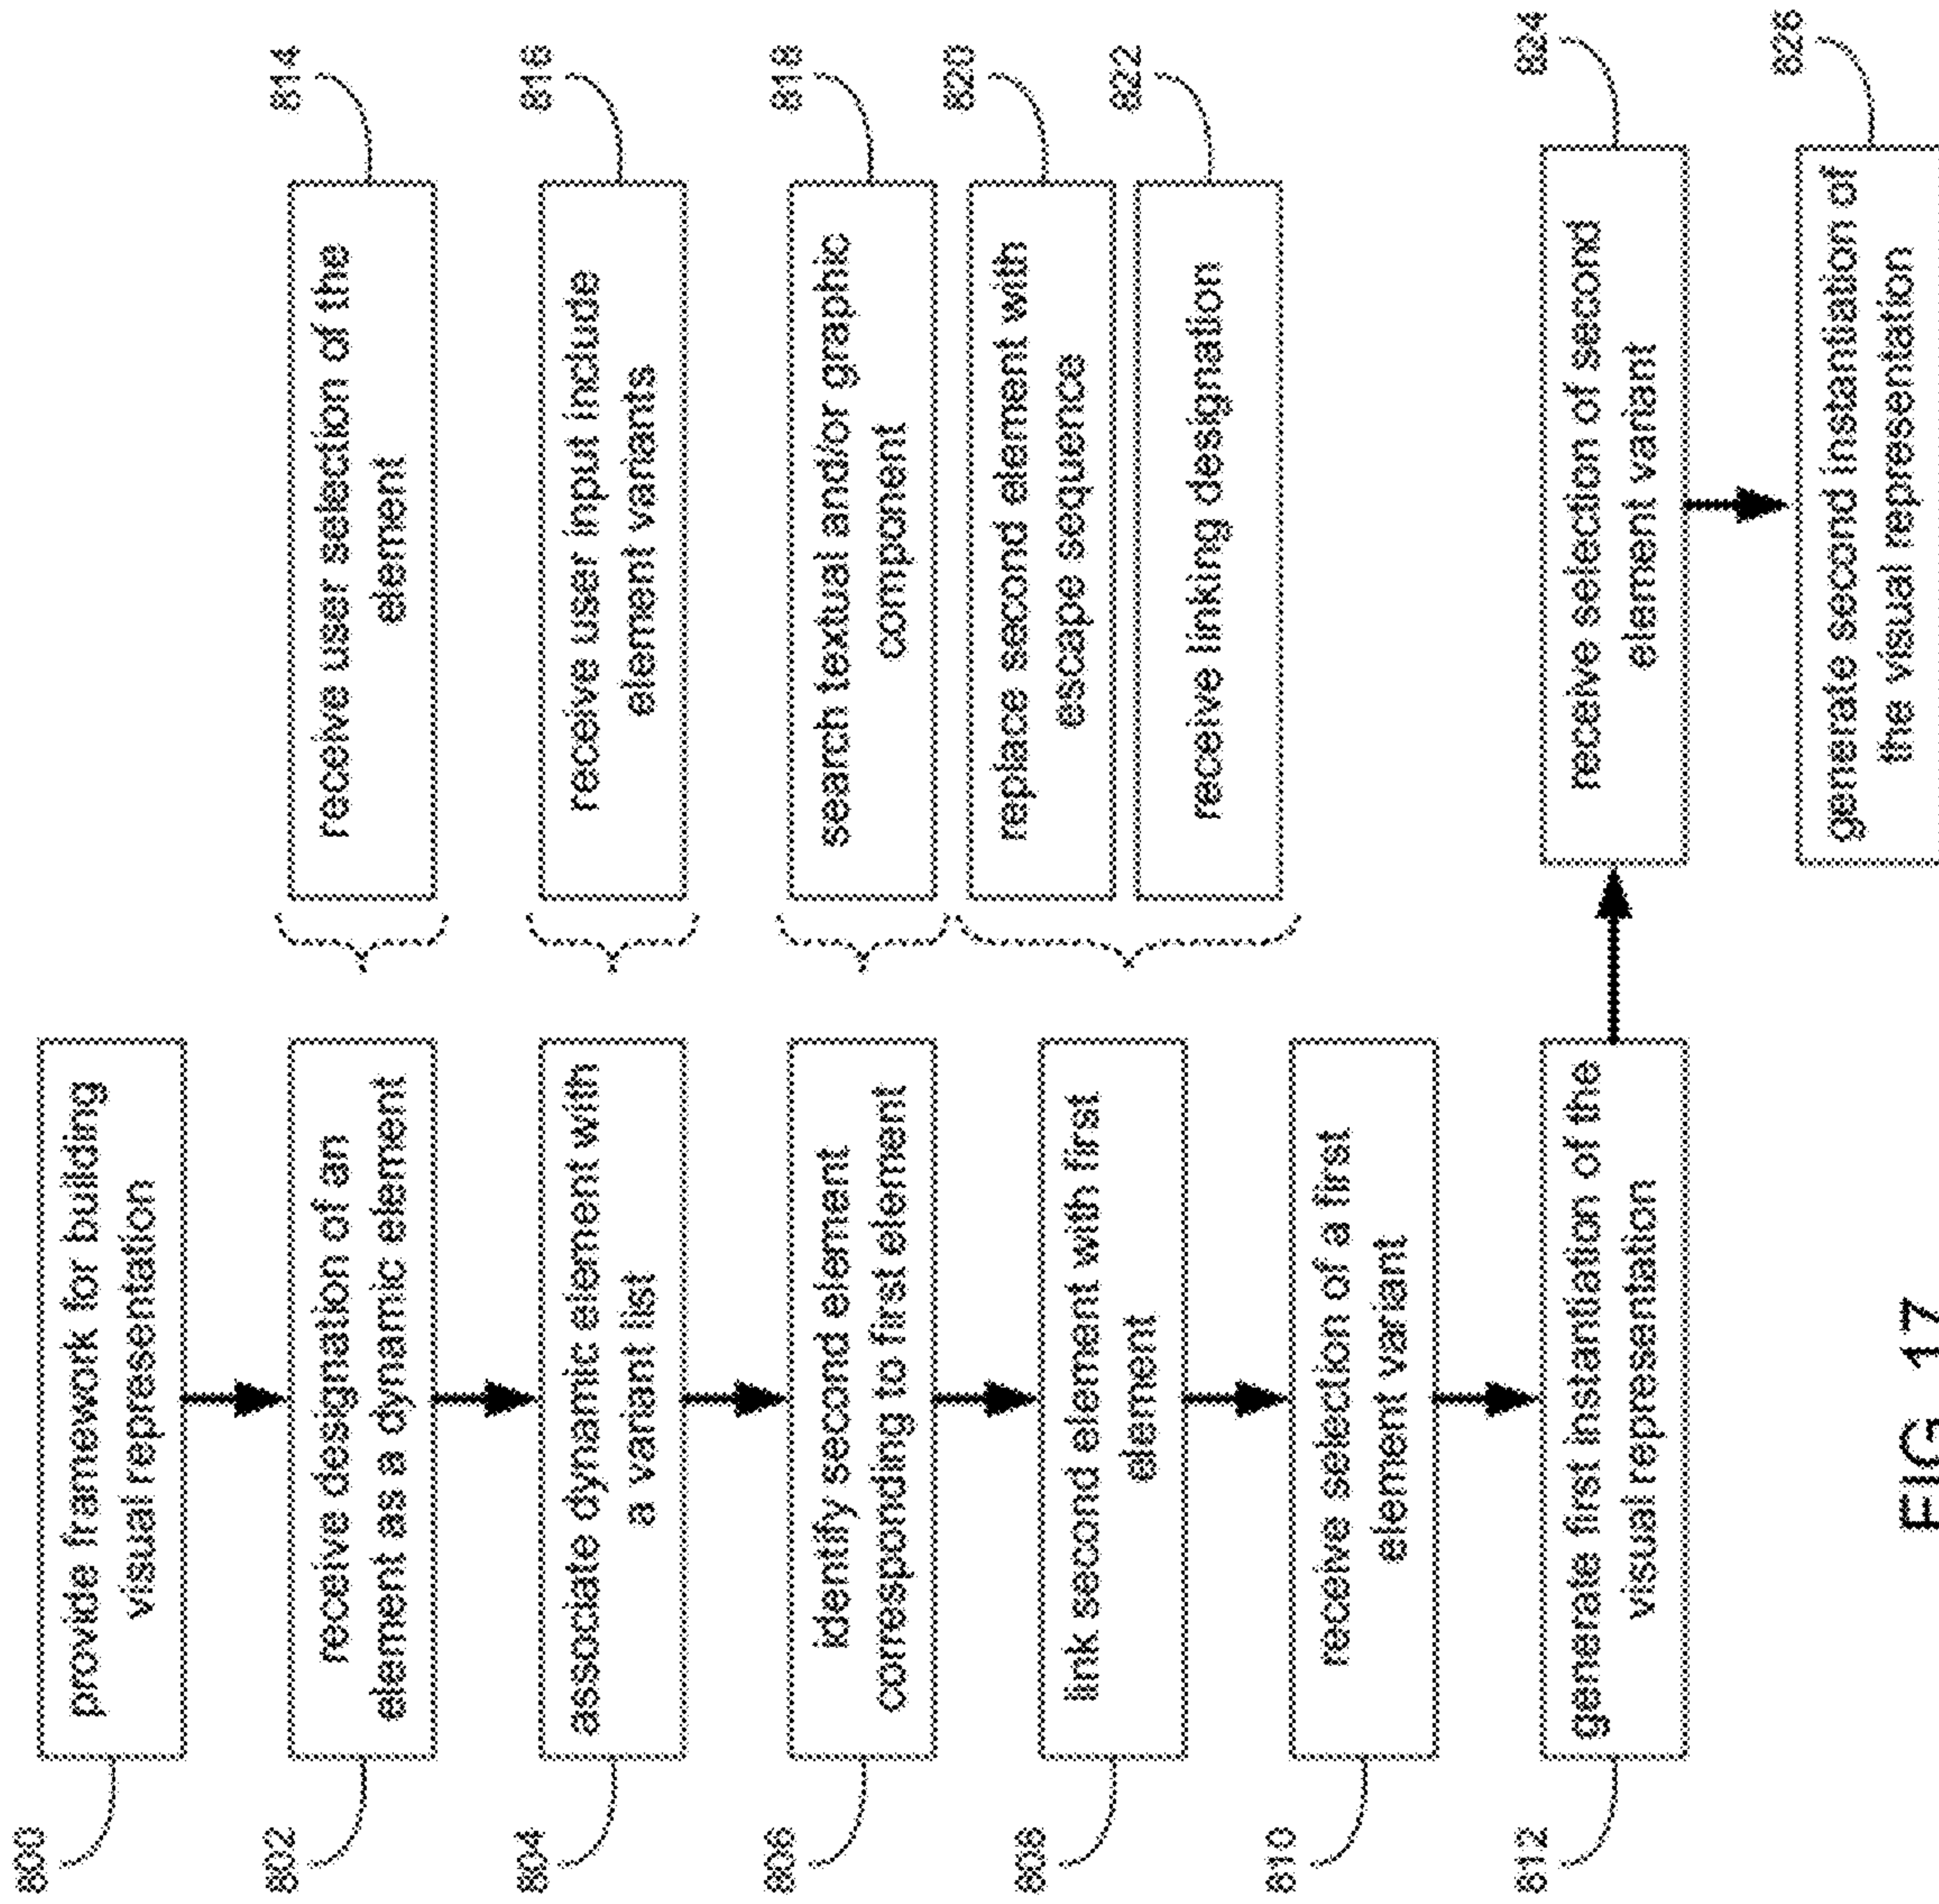 800
provide framework for building
visual representation
802
receive designation of an
element as a dynamic element
814
receive user selection of the
element
804
associate dynamic element with
a variant list
816
receive user input include
element variants
806
identify second element
corresponding to first element
818
search textual and/or graphic
component
808
link second element with first
element
820
replace second element with
escape sequence
822
receive linking designation
810
receive selection of a first
element variant
812
generate first instantiation of the
visual representation
824
receive selection of second
element variant
826
generate second instantiation of
the visual representation
FIG. 17